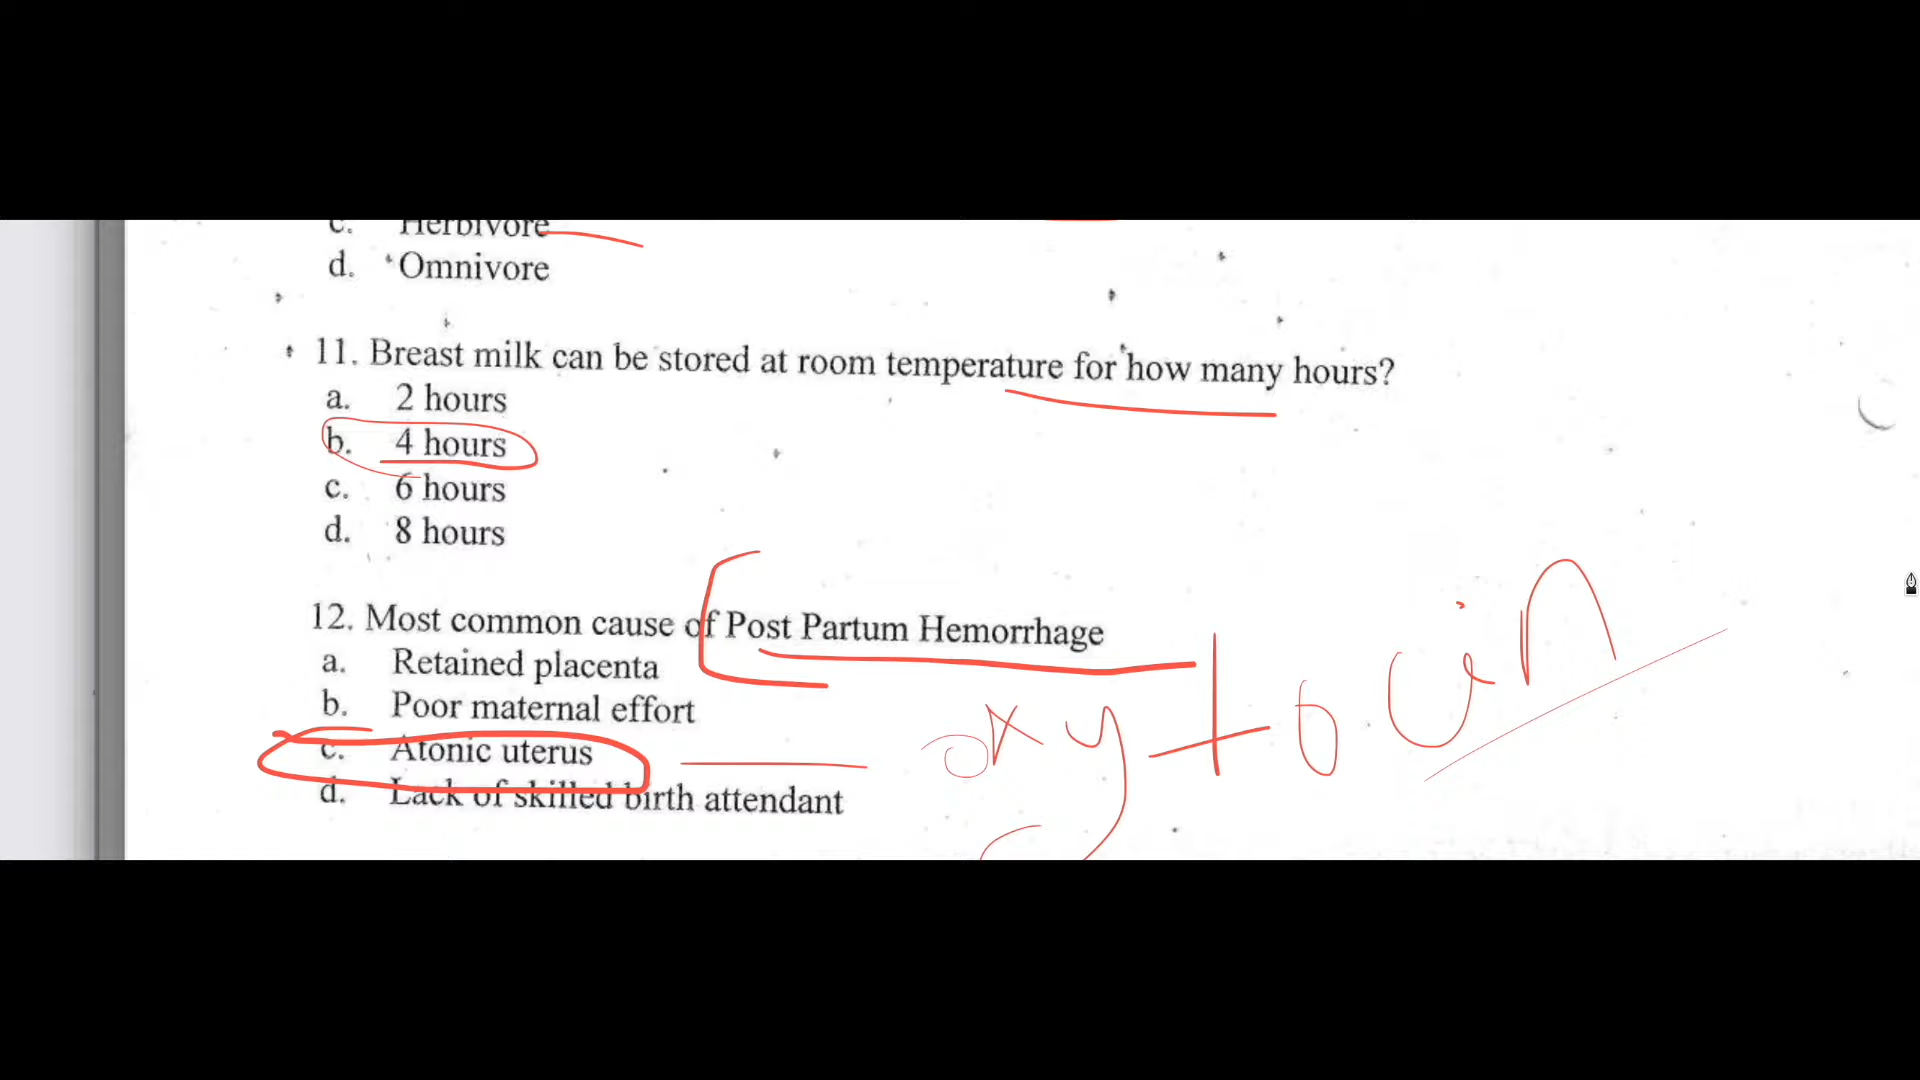 c. Herbivore
d. Omnivore
11. Breast milk can be stored at room temperature for how many hours?
a. 2 hours
b. 4 hours
c. 6 hours
d. 8 hours
12. Most common cause of Post Partum Hemorrhage
a. Retained placenta
b. Poor maternal effort
c. Atonic uterus
d. Lack of skilled birth attendant
oxytocin